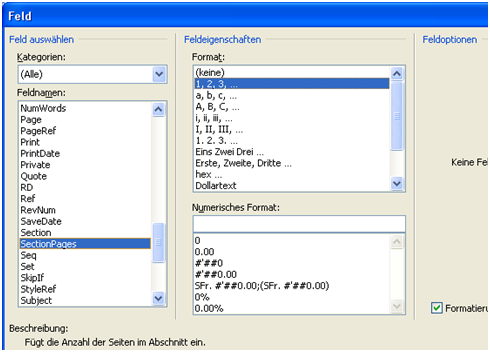 Feld
Feld auswählen
Kategorien:
(Alle)
Feldnamen:
NumWords
Page
PageRef
Print
PrintDate
Private
Quote
RD
Ref
RevNum
SaveDate
Section
SectionPages
Seq
Set
SkipIf
StyleRef
Subject
Feldeigenschaften
Format:
(keine)
1, 2, 3, ...
a, b, c, ...
A, B, C, ...
i, ii, iii, ...
I, II, III, ...
1. 2. 3. ...
Eins Zwei Drei ...
Erste, Zweite, Dritte ...
hex ...
Dollartext
Numerisches Format:
0
0.00
#'##0
#'##0.00
SFr. #'##0.00;(SFr. #'##0.00)
0%
0.00%
Feldoptionen
Keine Fel
Formatieru
Beschreibung:
Fügt die Anzahl der Seiten im Abschnitt ein.